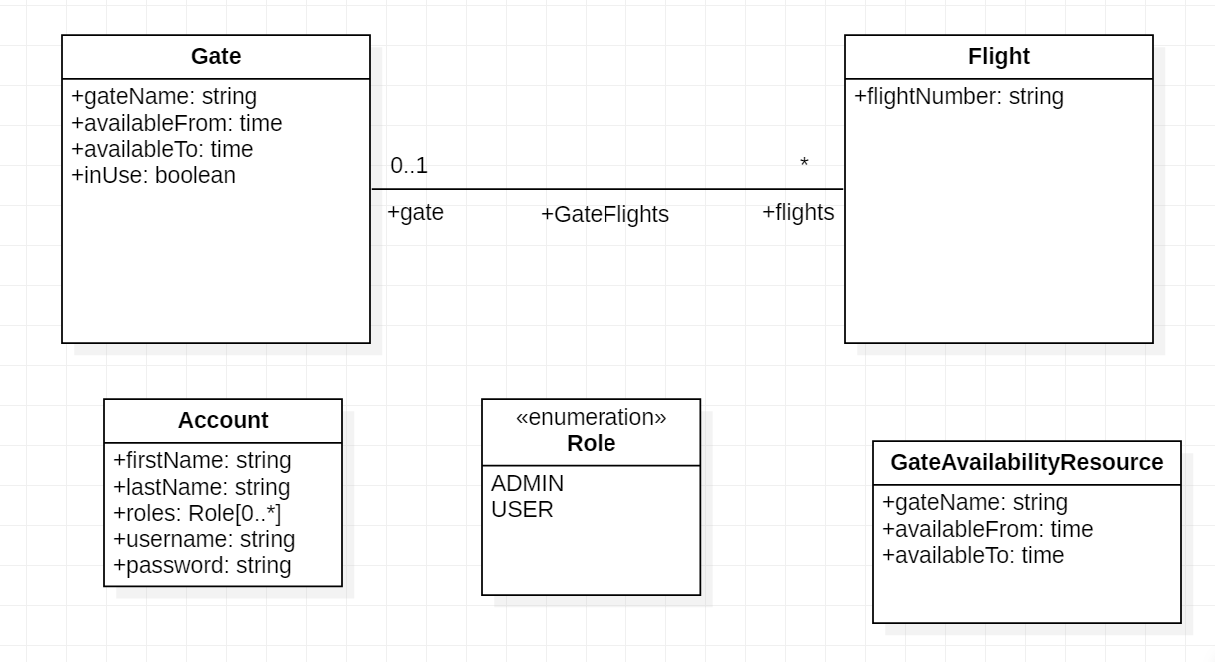 Gate
+gateName: string
+availableFrom: time
+availableTo: time
+inUse: boolean
0..1
+gate
+GateFlights
*
+flights
Flight
+flightNumber: string
Account
+firstName: string
+lastName: string
+roles: Role[0..*]
+username: string
+password: string
«enumeration»
Role
ADMIN
USER
GateAvailabilityResource
+gateName: string
+availableFrom: time
+availableTo: time